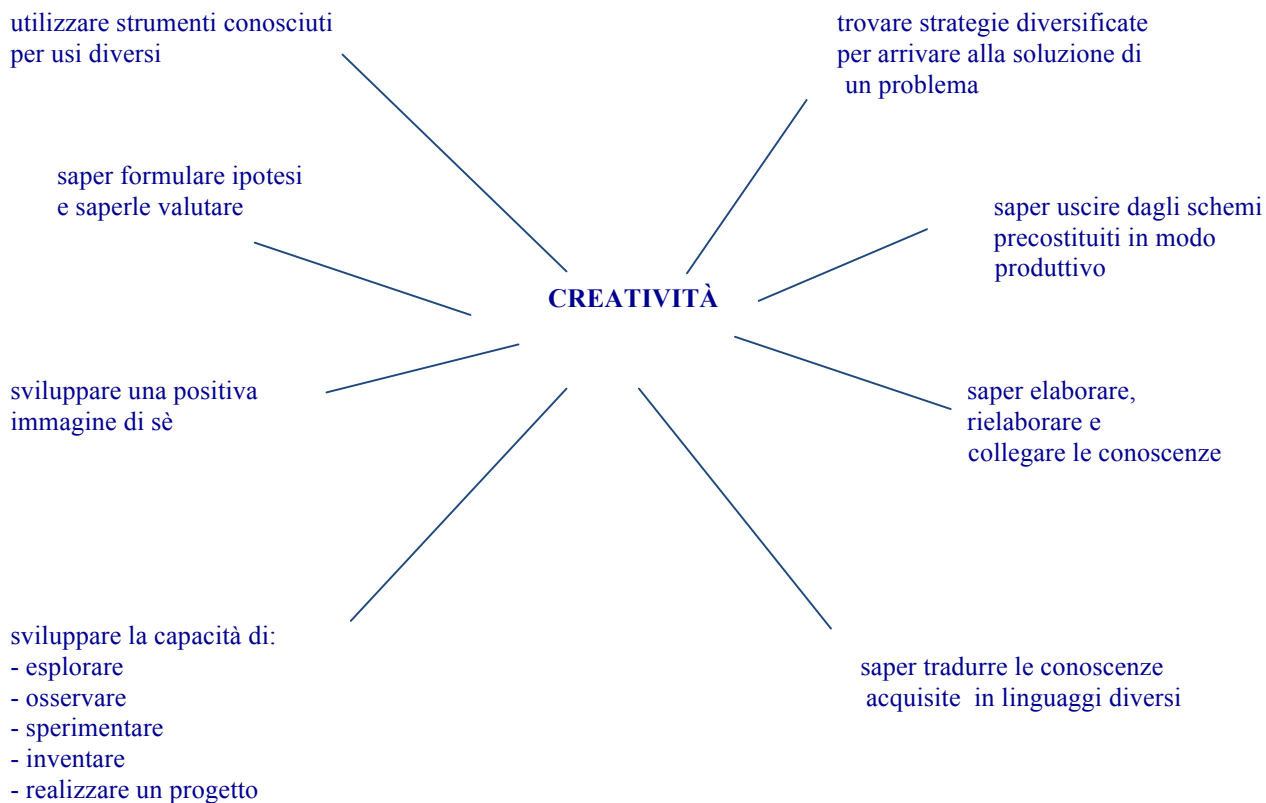 utilizzare strumenti conosciuti
per usi diversi
trovare strategie diversificate
per arrivare alla soluzione di
un problema
saper formulare ipotesi
e saperle valutare
saper uscire dagli schemi
precostituiti in modo
produttivo
CREATIVITÀ
sviluppare una positiva
immagine di sè
saper elaborare,
rielaborare e
collegare le conoscenze
sviluppare la capacità di:
- esplorare
- osservare
- sperimentare
- inventare
- realizzare un progetto
saper tradurre le conoscenze
acquisite in linguaggi diversi